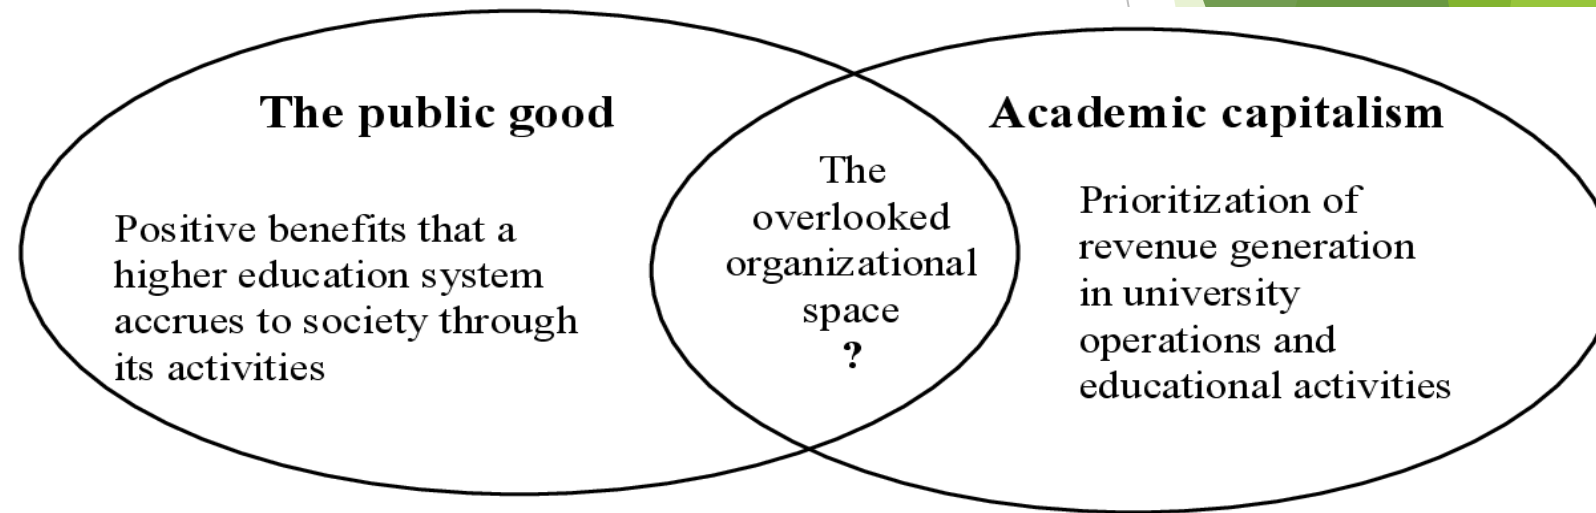 The public good
Positive benefits that a
higher education system
accrues to society through
its activities
The
overlooked
organizational
space
?
Academic capitalism
Prioritization of
revenue generation
in university
operations and
educational activities